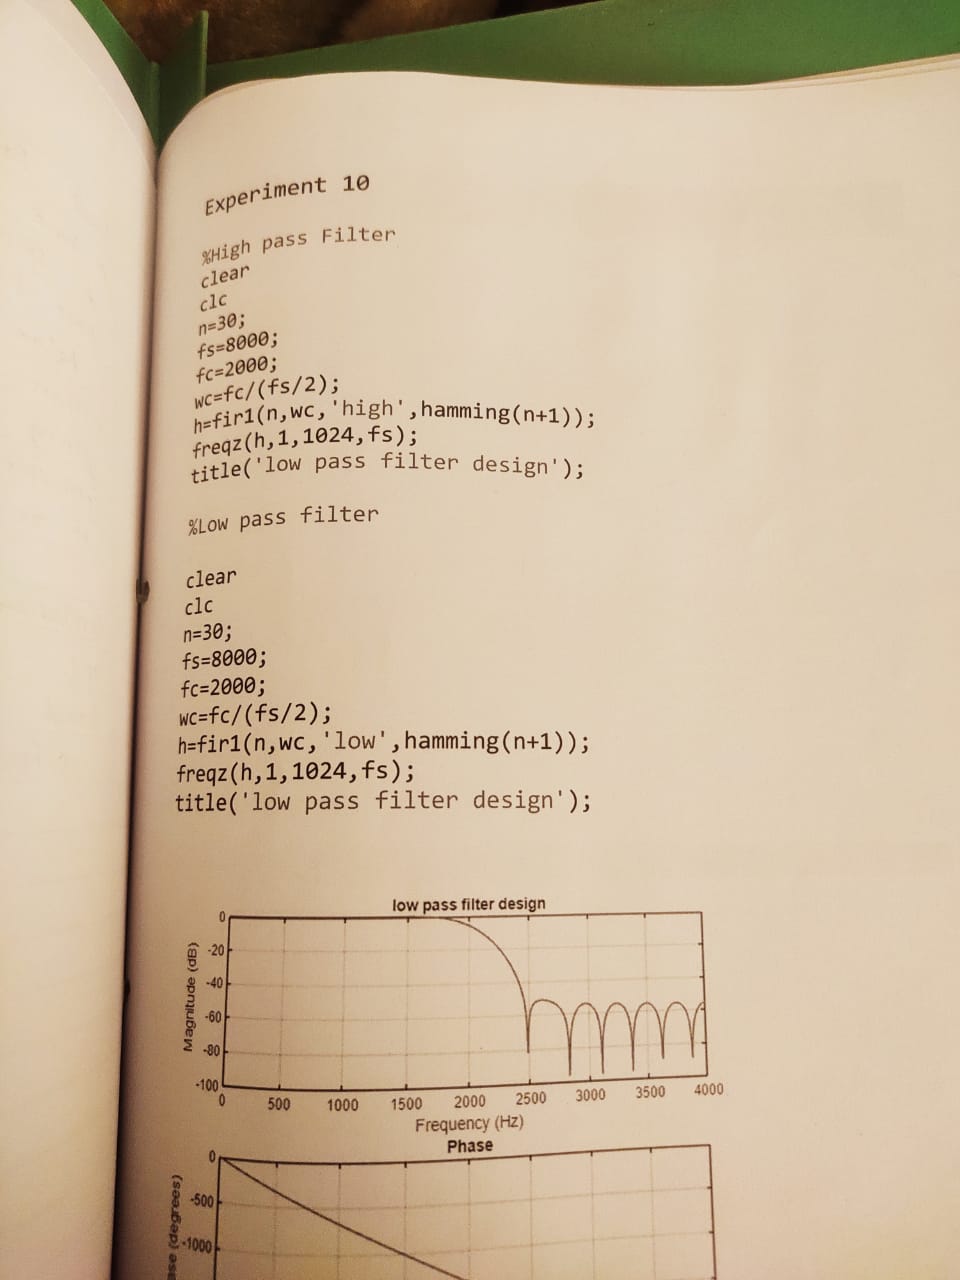 Experiment 10
%High pass Filter
clear
clc
n=30;
fs=8000;
fc=2000;
wc=fc/(fs/2);
h=fir1(n,wc,'high',hamming(n+1));
freqz(h,1,1024,fs);
title('low pass filter design');
%Low pass filter
clear
clc
n=30;
fs=8000;
fc=2000;
wc=fc/(fs/2);
h=fir1(n,wc,'low',hamming(n+1));
freqz(h,1,1024,fs);
title('low pass filter design');
low pass filter design
Magnitude (dB)
0
-20
-40
-60
-80
-100
0 500 1000 1500 2000 2500 3000 3500 4000
Frequency (Hz)
Phase
(degrees)
0
-500
-1000